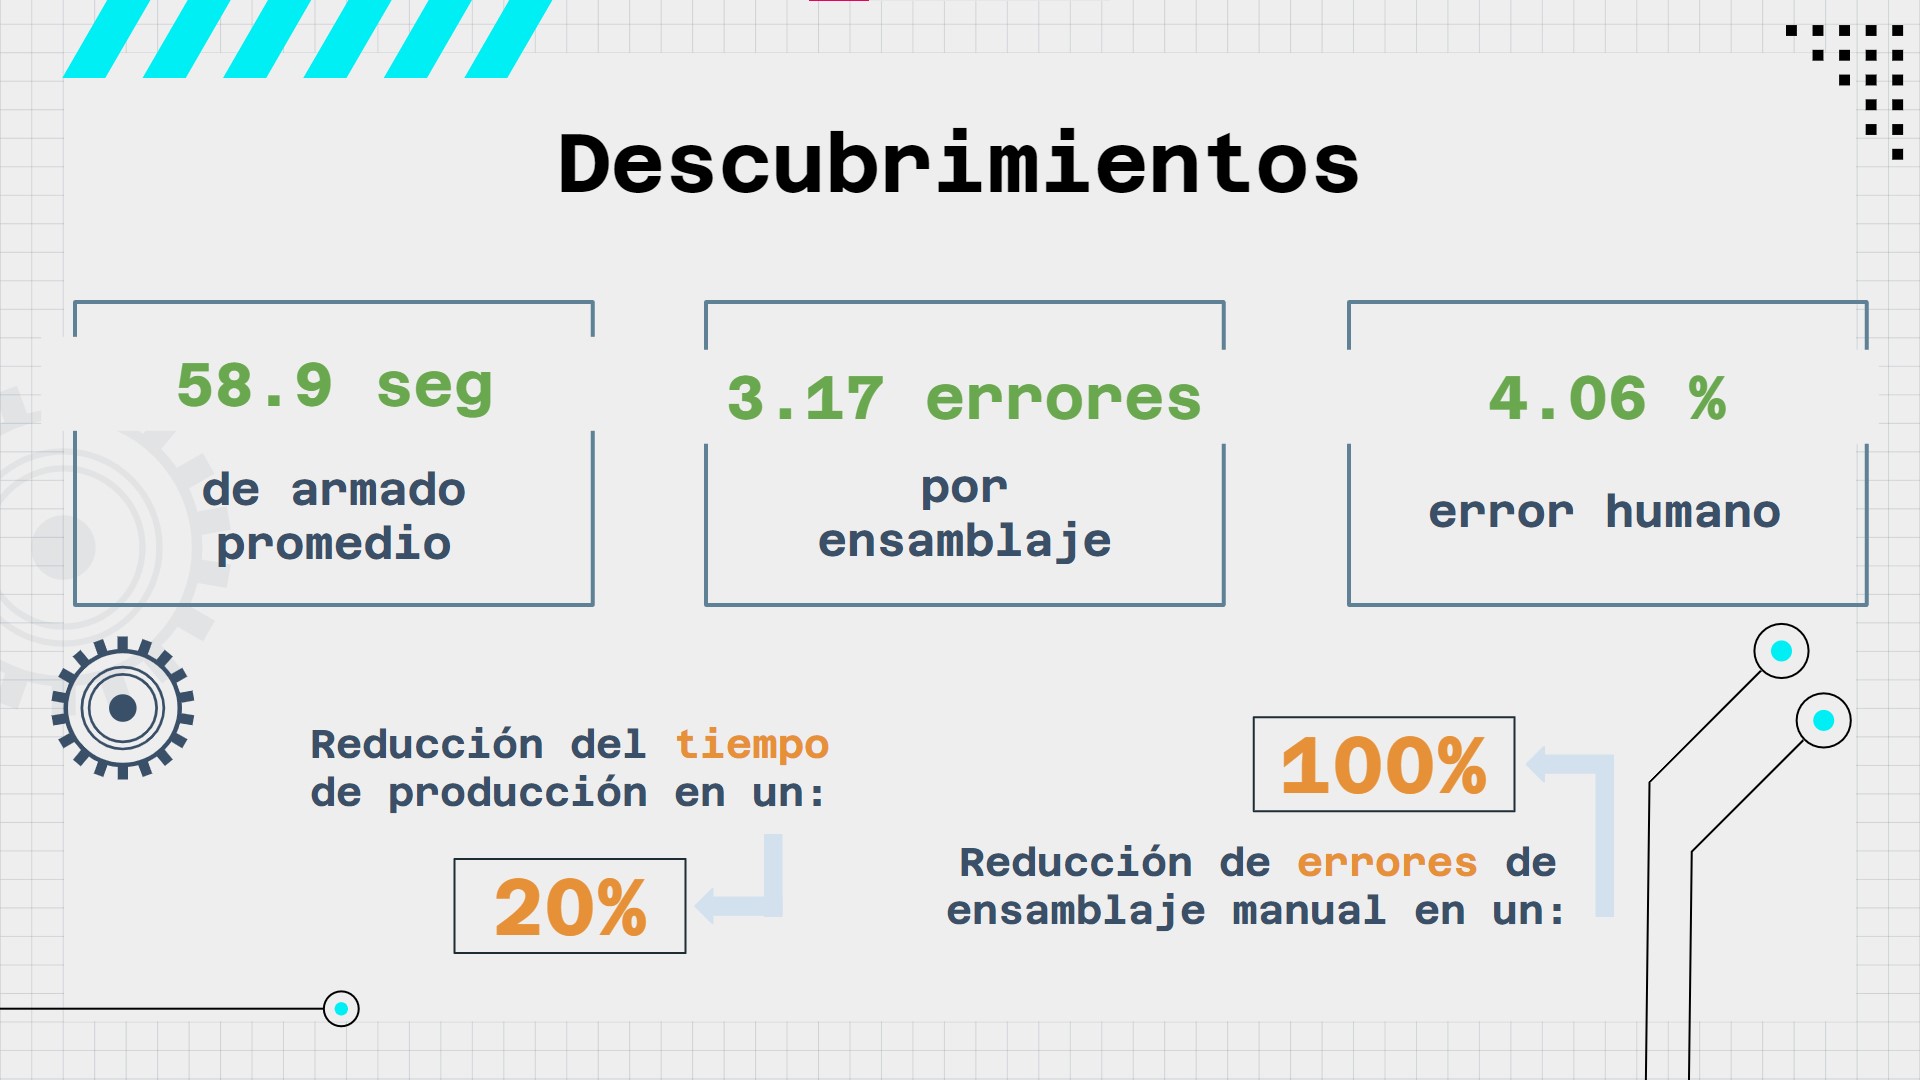 Descubrimientos
58.9 seg
de armado
promedio
3.17 errores
por
ensamblaje
4.06 %
error humano
Reducción del tiempo
de producción en un:
20%
100%
Reducción de errores de
ensamblaje manual en un: